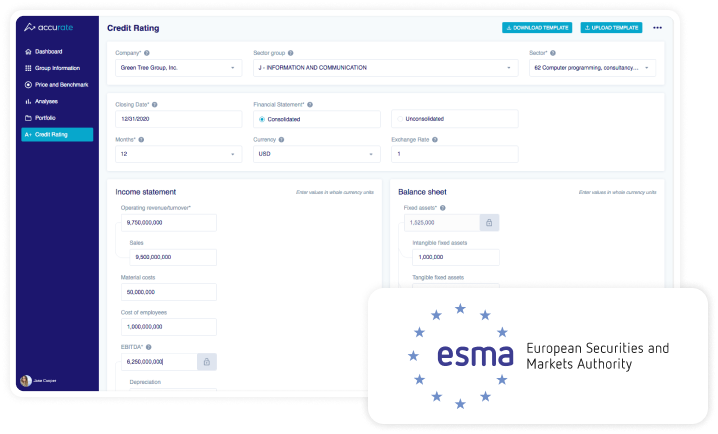 accurate
Credit Rating
DOWNLOAD TEMPLATE
UPLOAD TEMPLATE
Dashboard
Group Information
Price and Benchmark
Analyses
Portfolio
A+ Credit Rating
Jane Cooper
Company*
Green Tree Group, Inc.
Sector group
J - INFORMATION AND COMMUNICATION
Sector*
62 Computer programming, consultancy...
Closing Date*
12/31/2020
Financial Statement*
Consolidated
Unconsolidated
Months*
12
Currency
USD
Exchange Rate
1
Income statement
Enter values in whole currency units
Operating revenue/turnover*
9,750,000,000
Sales
9,500,000,000
Material costs
50,000,000
Cost of employees
1,000,000,000
EBITDA*
6,250,000,000
Depreciation
Balance sheet
Enter values in whole currency units
Fixed assets*
1,525,000
Intangible fixed assets
1,000,000
Tangible fixed assets
esma
European Securities and
Markets Authority